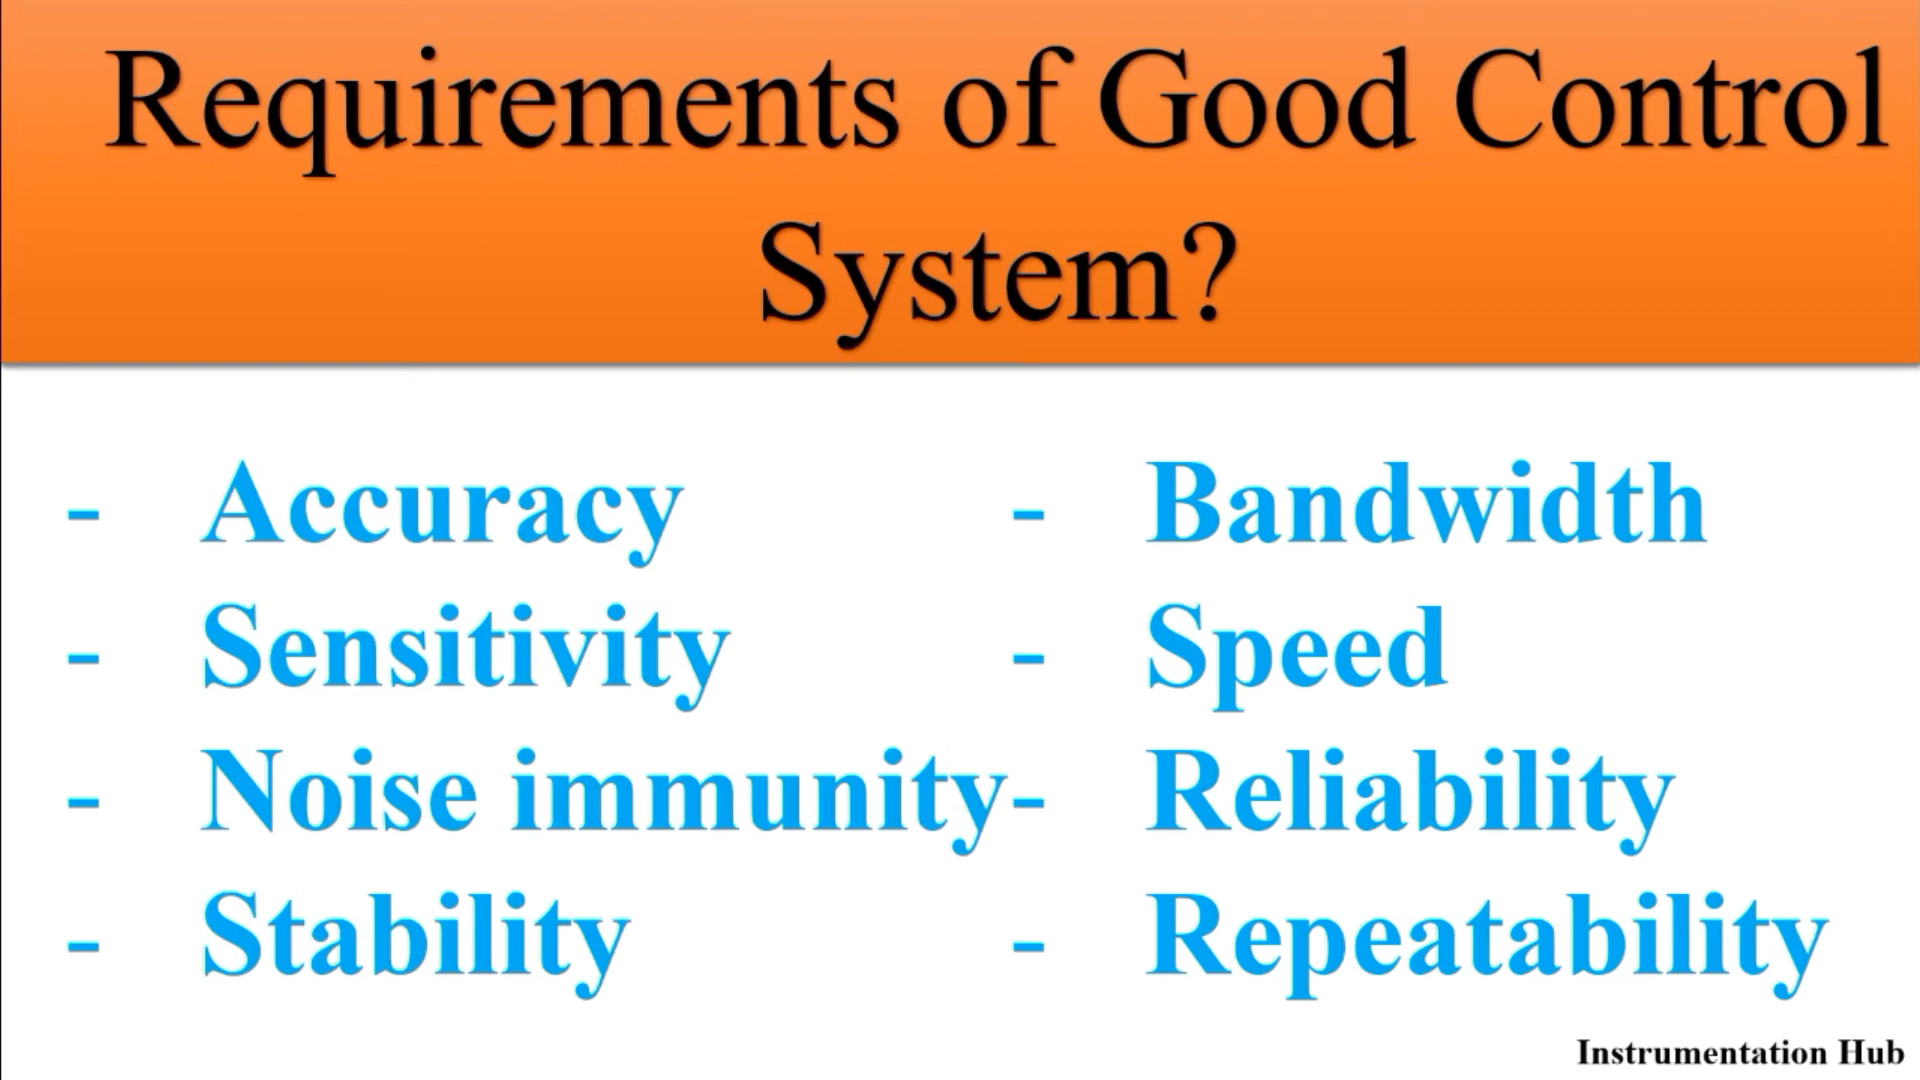 Requirements of Good Control
System?
- Accuracy
- Sensitivity
- Noise immunity
- Stability
- Bandwidth
- Speed
- Reliability
- Repeatability
Instrumentation Hub